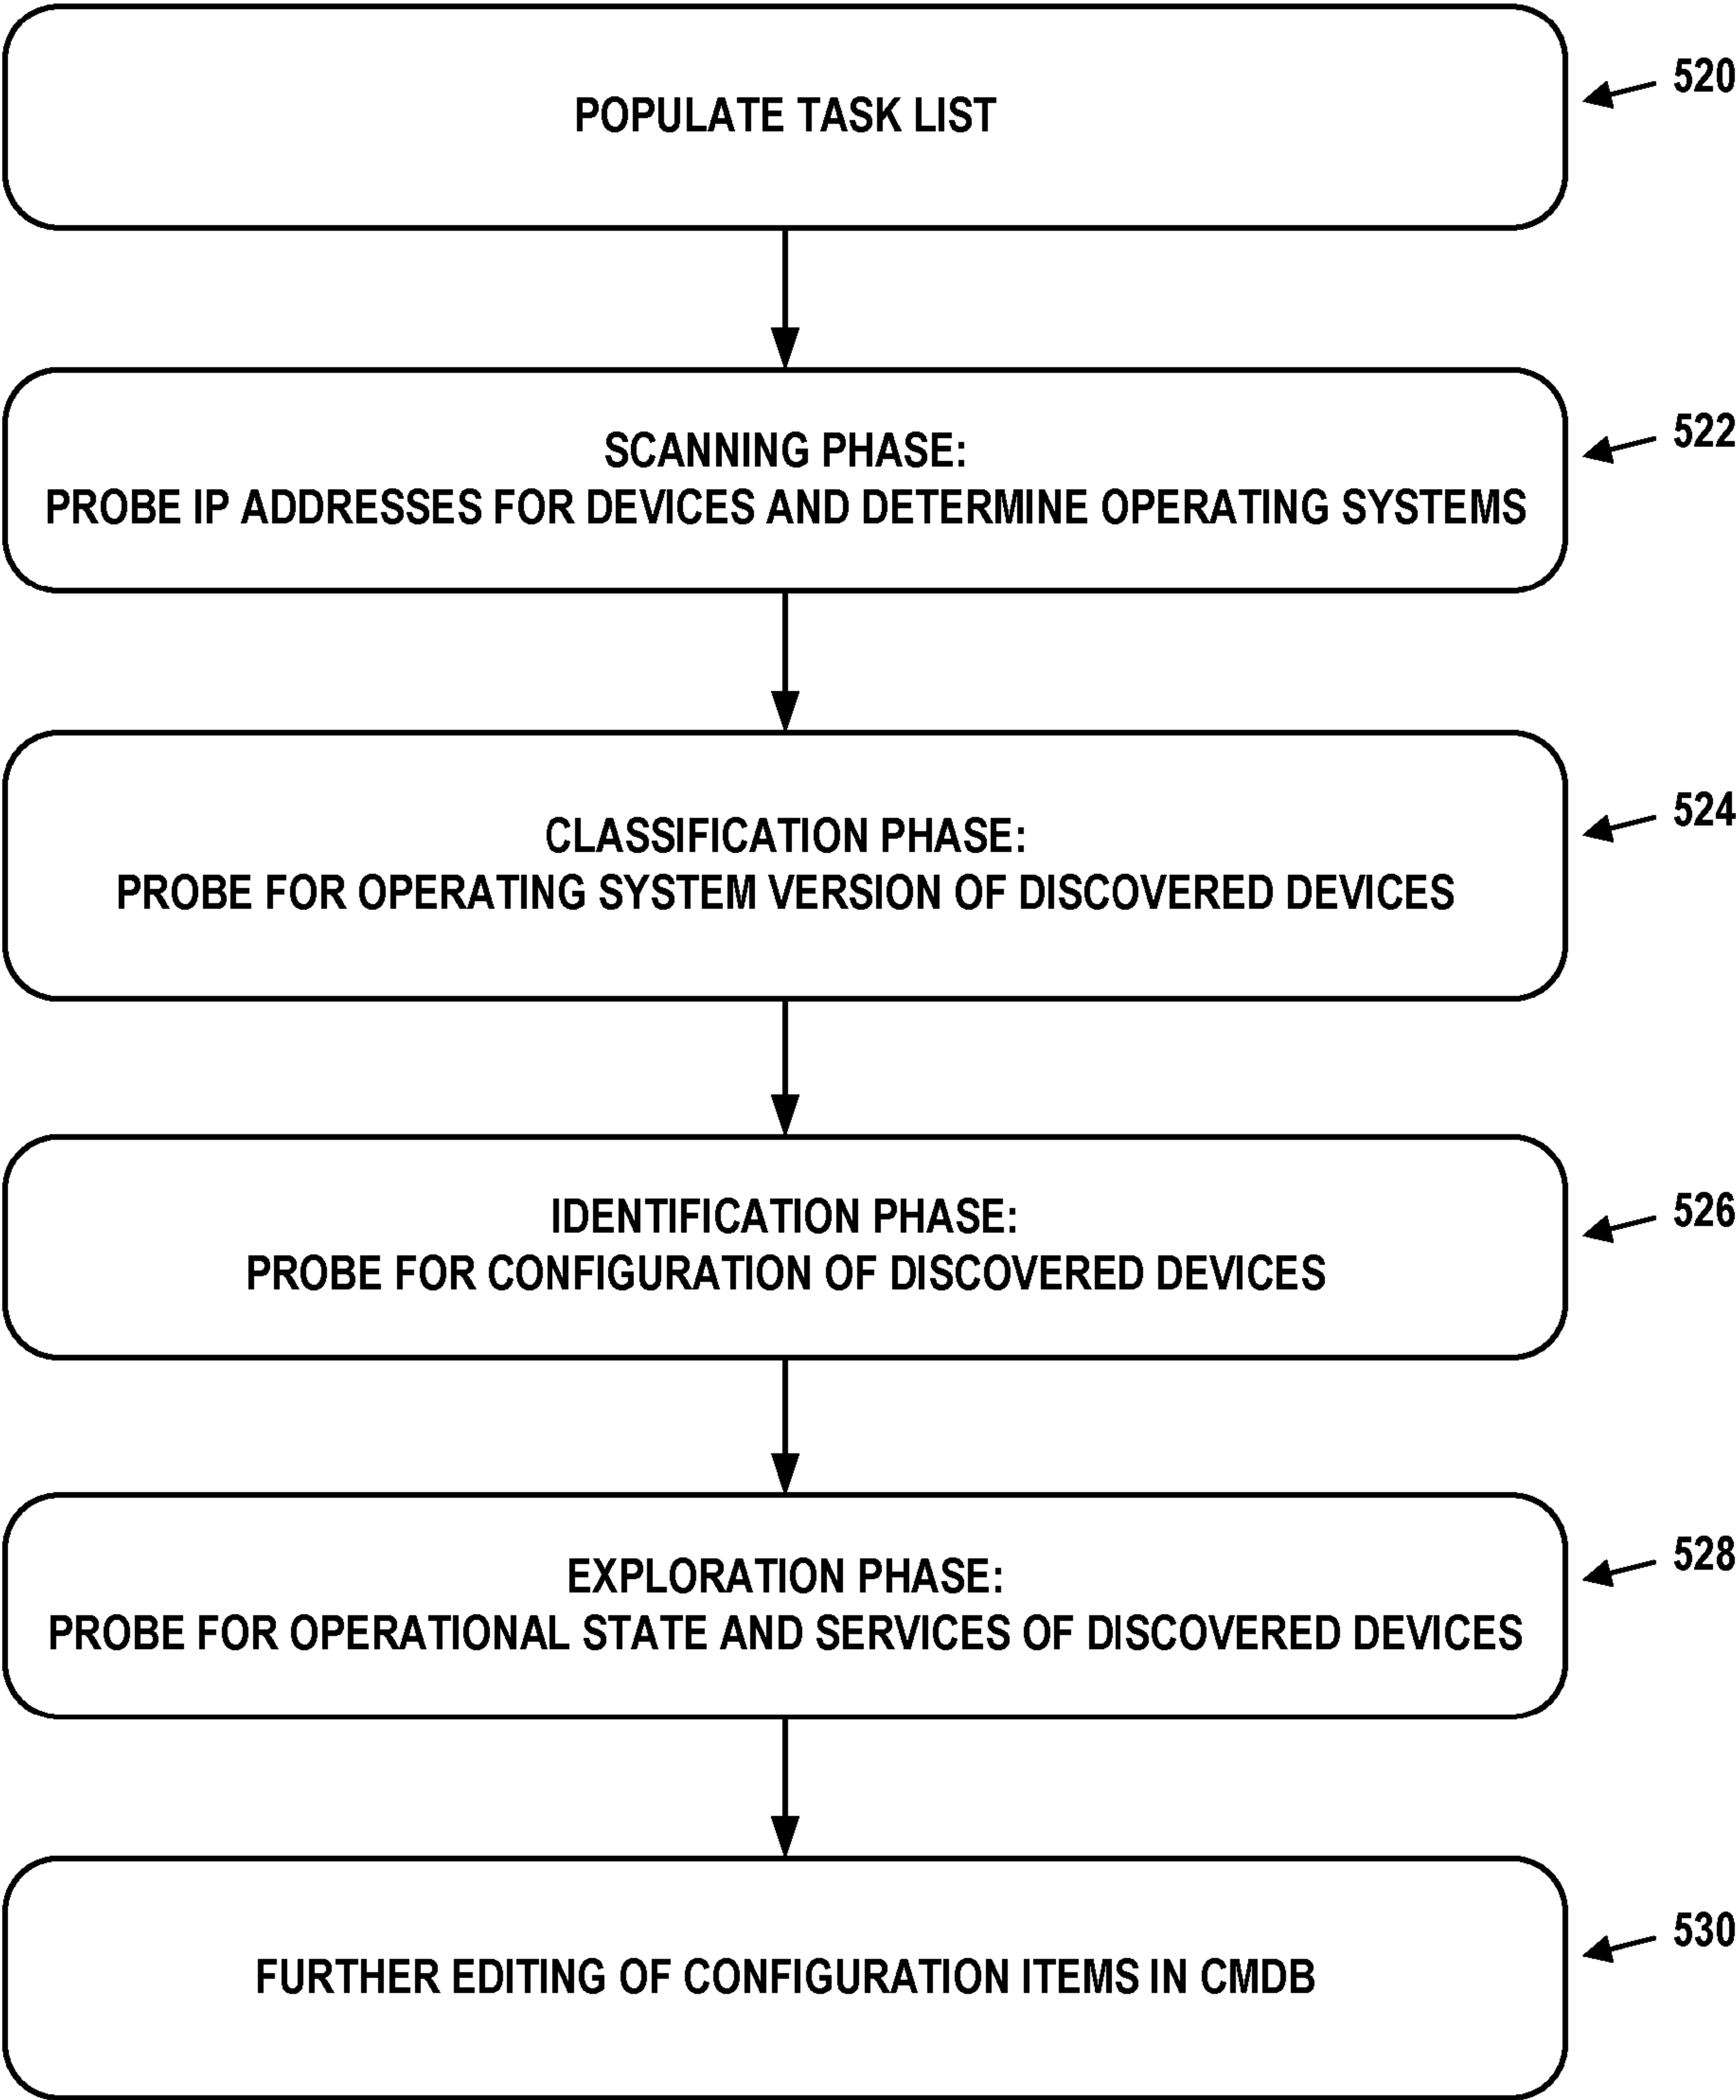 POPULATE TASK LIST
520
SCANNING PHASE:
PROBE IP ADDRESSES FOR DEVICES AND DETERMINE OPERATING SYSTEMS
522
CLASSIFICATION PHASE:
PROBE FOR OPERATING SYSTEM VERSION OF DISCOVERED DEVICES
524
IDENTIFICATION PHASE:
PROBE FOR CONFIGURATION OF DISCOVERED DEVICES
526
EXPLORATION PHASE:
PROBE FOR OPERATIONAL STATE AND SERVICES OF DISCOVERED DEVICES
528
FURTHER EDITING OF CONFIGURATION ITEMS IN CMDB
530